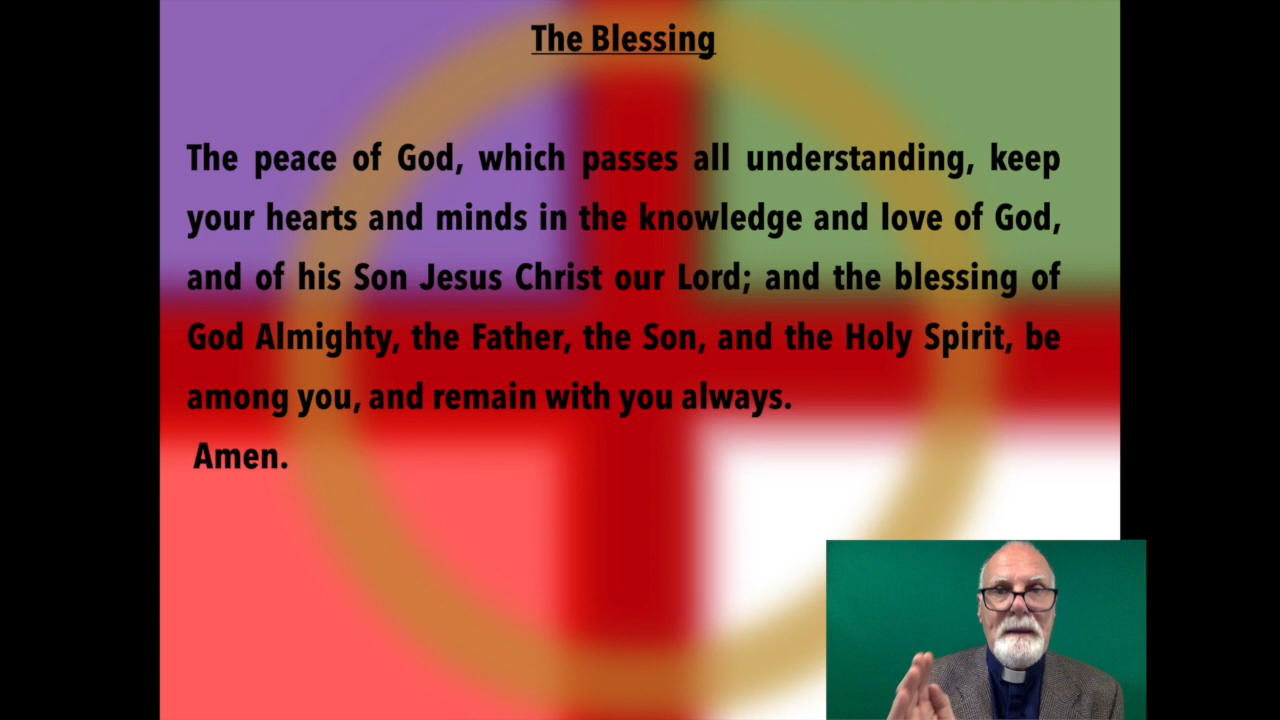 The Blessing
The peace of God, which passes all understanding, keep
your hearts and minds in the knowledge and love of God,
and of his Son Jesus Christ our Lord; and the blessing of
God Almighty, the Father, the Son, and the Holy Spirit, be
among you, and remain with you always.
Amen.